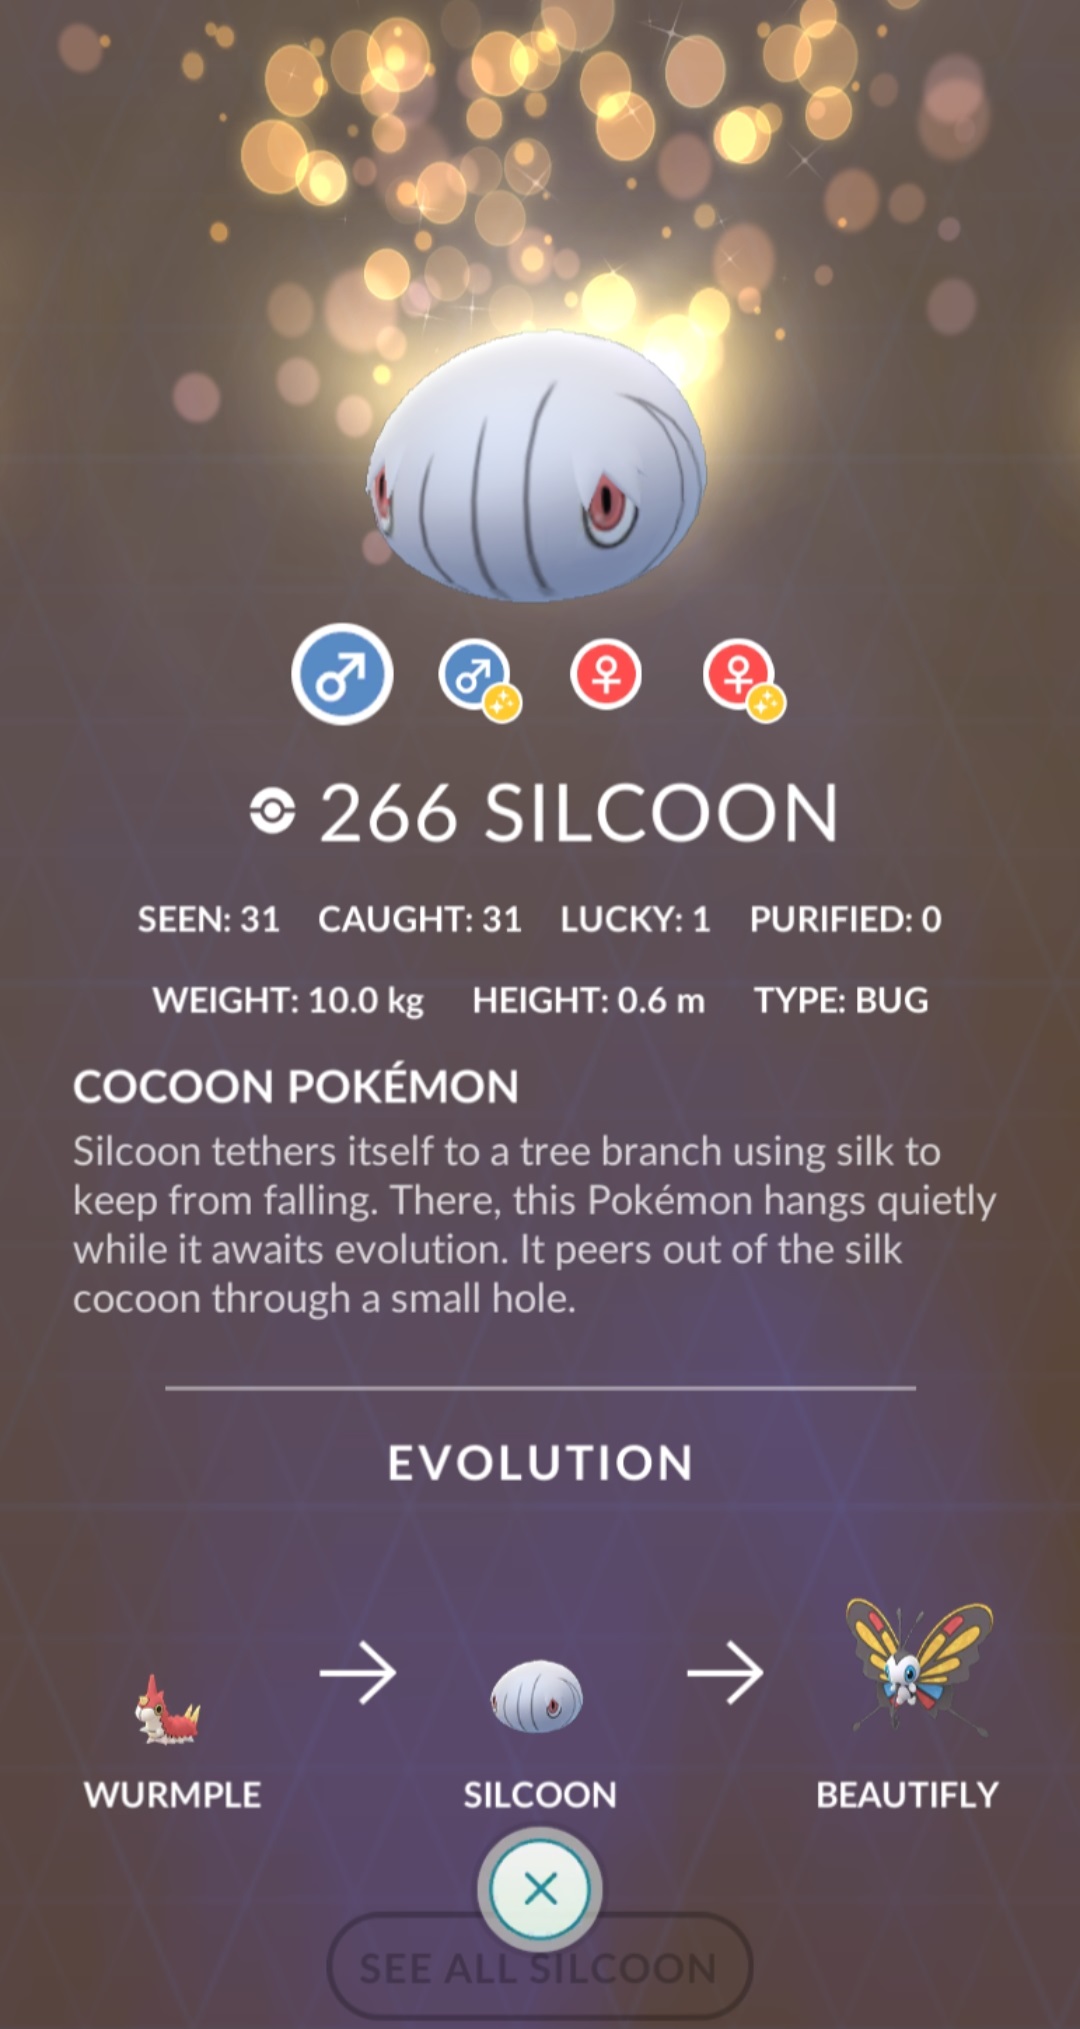 266 SILCOON
SEEN: 31 CAUGHT: 31 LUCKY: 1 PURIFIED: 0
WEIGHT: 10.0 kg HEIGHT: 0.6 m TYPE: BUG
COCOON POKÉMON
Silcoon tethers itself to a tree branch using silk to
keep from falling. There, this Pokémon hangs quietly
while it awaits evolution. It peers out of the silk
cocoon through a small hole.
EVOLUTION
WURMPLE SILCOON BEAUTIFLY
SEE ALL SILCOON